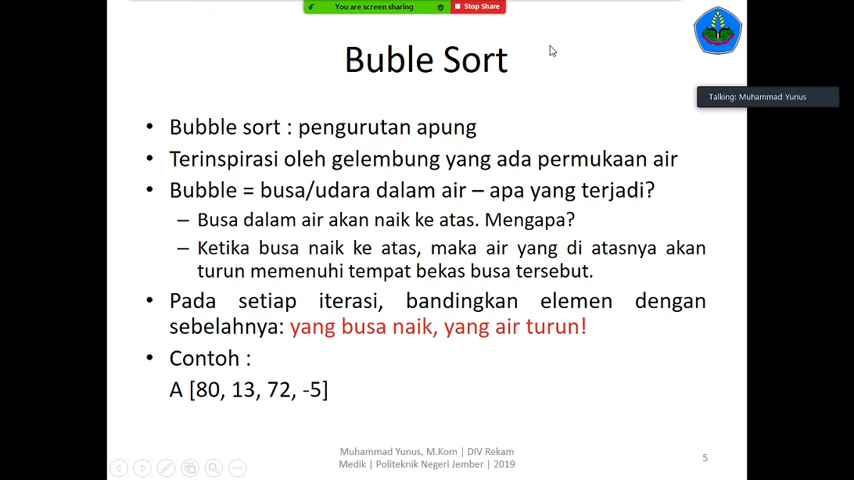 You are screen sharing
Stop Share
Buble Sort
Talking: Muhammad Yunus
• Bubble sort : pengurutan apung
• Terinspirasi oleh gelembung yang ada permukaan air
• Bubble = busa/udara dalam air – apa yang terjadi?
– Busa dalam air akan naik ke atas. Mengapa?
– Ketika busa naik ke atas, maka air yang di atasnya akan
turun memenuhi tempat bekas busa tersebut.
• Pada setiap iterasi, bandingkan elemen dengan
sebelahnya: yang busa naik, yang air turun!
• Contoh :
A [80, 13, 72, -5]
Muhammad Yunus, M.Kom | DIV Rekam
Medik | Politeknik Negeri Jember | 2019
5